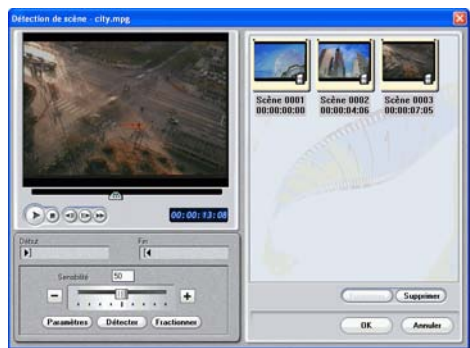 Détection de scène - city.mpg
Scène 0001 Scène 0002 Scène 0003
00:00:00:00 00:00:04:06 00:00:07:05
00:00:13:08
Début Fin
Sensibilité 50
Paramètres Détecter Fractionner
Supprimer
OK Annuler